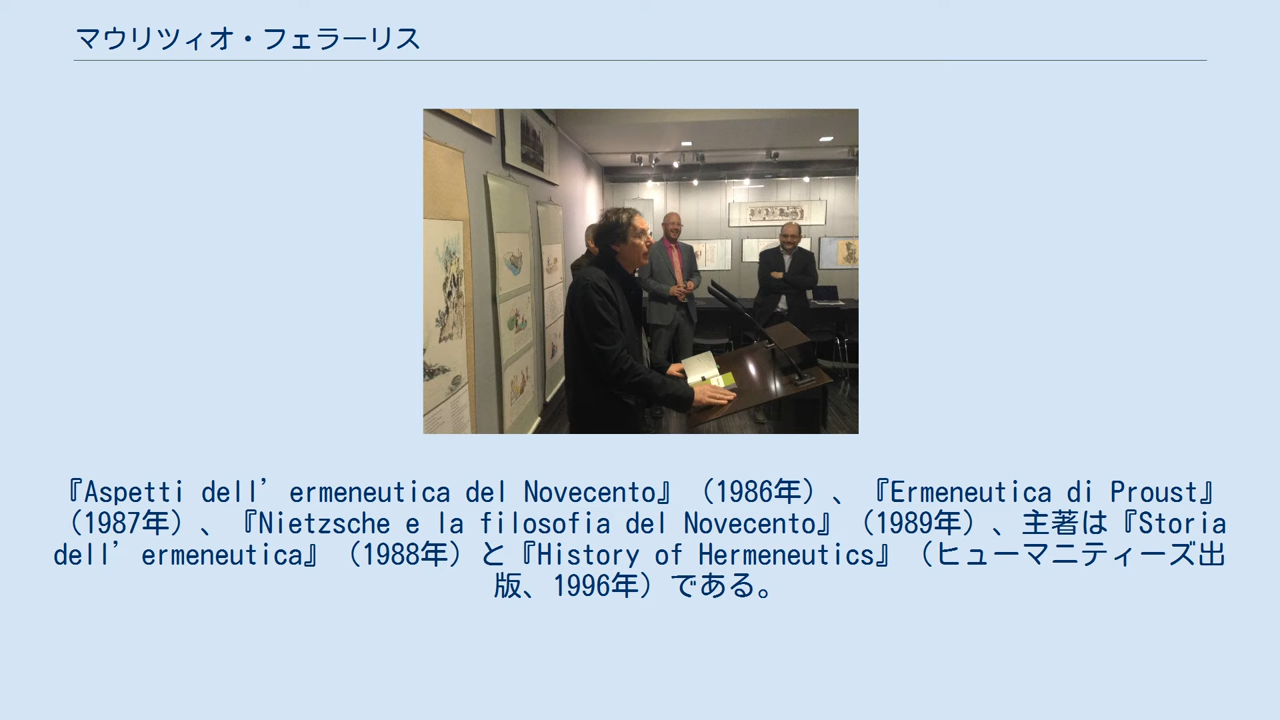 マウリツィオ・フェラーリス
『Aspetti dell’ermeneutica del Novecento』（1986年）、『Ermeneutica di Proust』
（1987年）、『Nietzsche e la filosofia del Novecento』（1989年）、主著は『Storia
dell’ermeneutica』（1988年）と『History of Hermeneutics』（ヒューマニティーズ出
版、1996年）である。